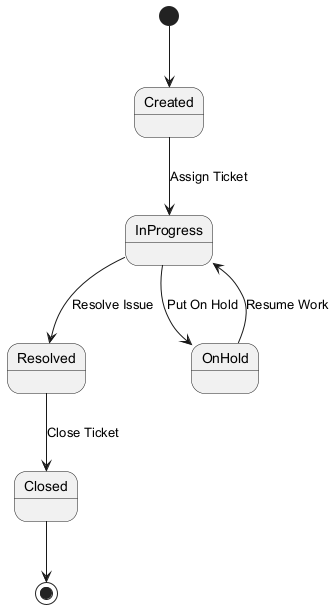 Created
Assign Ticket
InProgress
Resolve Issue
Put On Hold
Resume Work
Resolved
OnHold
Close Ticket
Closed